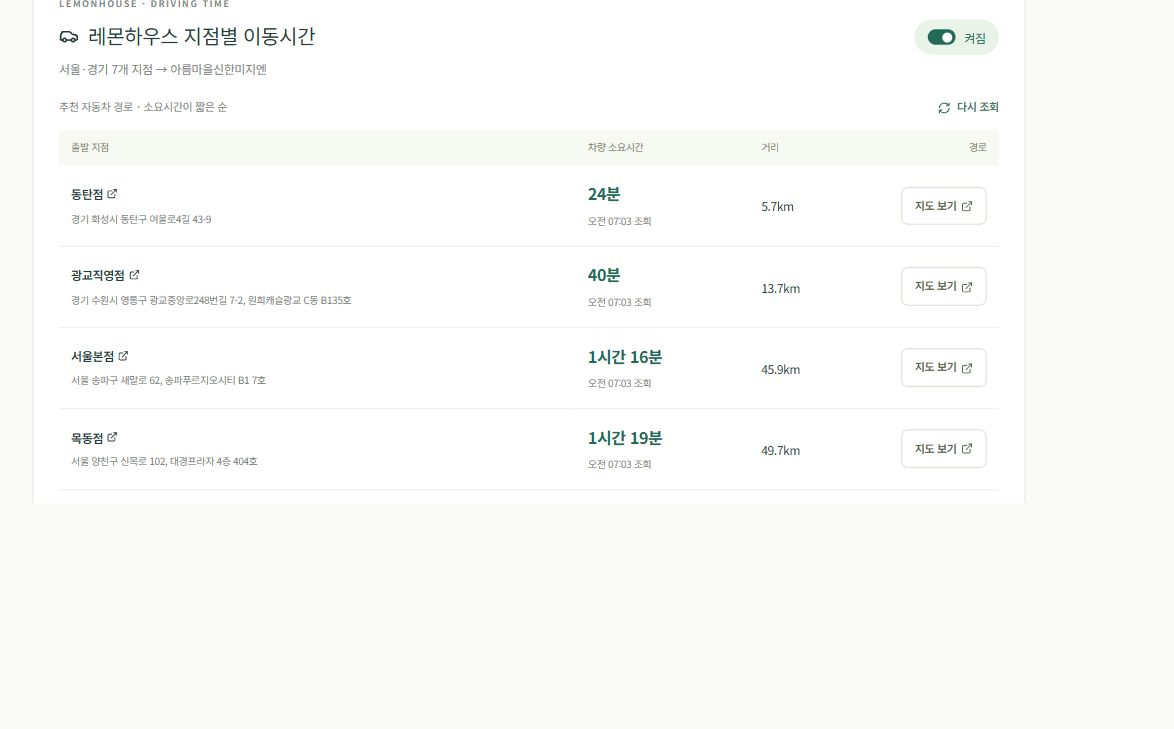 LEMONHOUSE · DRIVING TIME
레몬하우스 지점별 이동시간
켜짐
서울·경기 7개 지점 → 아름마을신한미지엔
추천 자동차 경로 · 소요시간이 짧은 순
다시 조회
출발 지점 차량 소요시간 거리 경로
동탄점
경기 화성시 동탄구 여울로4길 43-9
24분
오전 07:03 조회
5.7km
지도 보기
광교직영점
경기 수원시 영통구 광교중앙로248번길 7-2, 원희캐슬광교 C동 B135호
40분
오전 07:03 조회
13.7km
지도 보기
서울본점
서울 송파구 새말로 62, 송파푸르지오시티 B1 7호
1시간 16분
오전 07:03 조회
45.9km
지도 보기
목동점
서울 양천구 신목로 102, 대경프라자 4층 404호
1시간 19분
오전 07:03 조회
49.7km
지도 보기